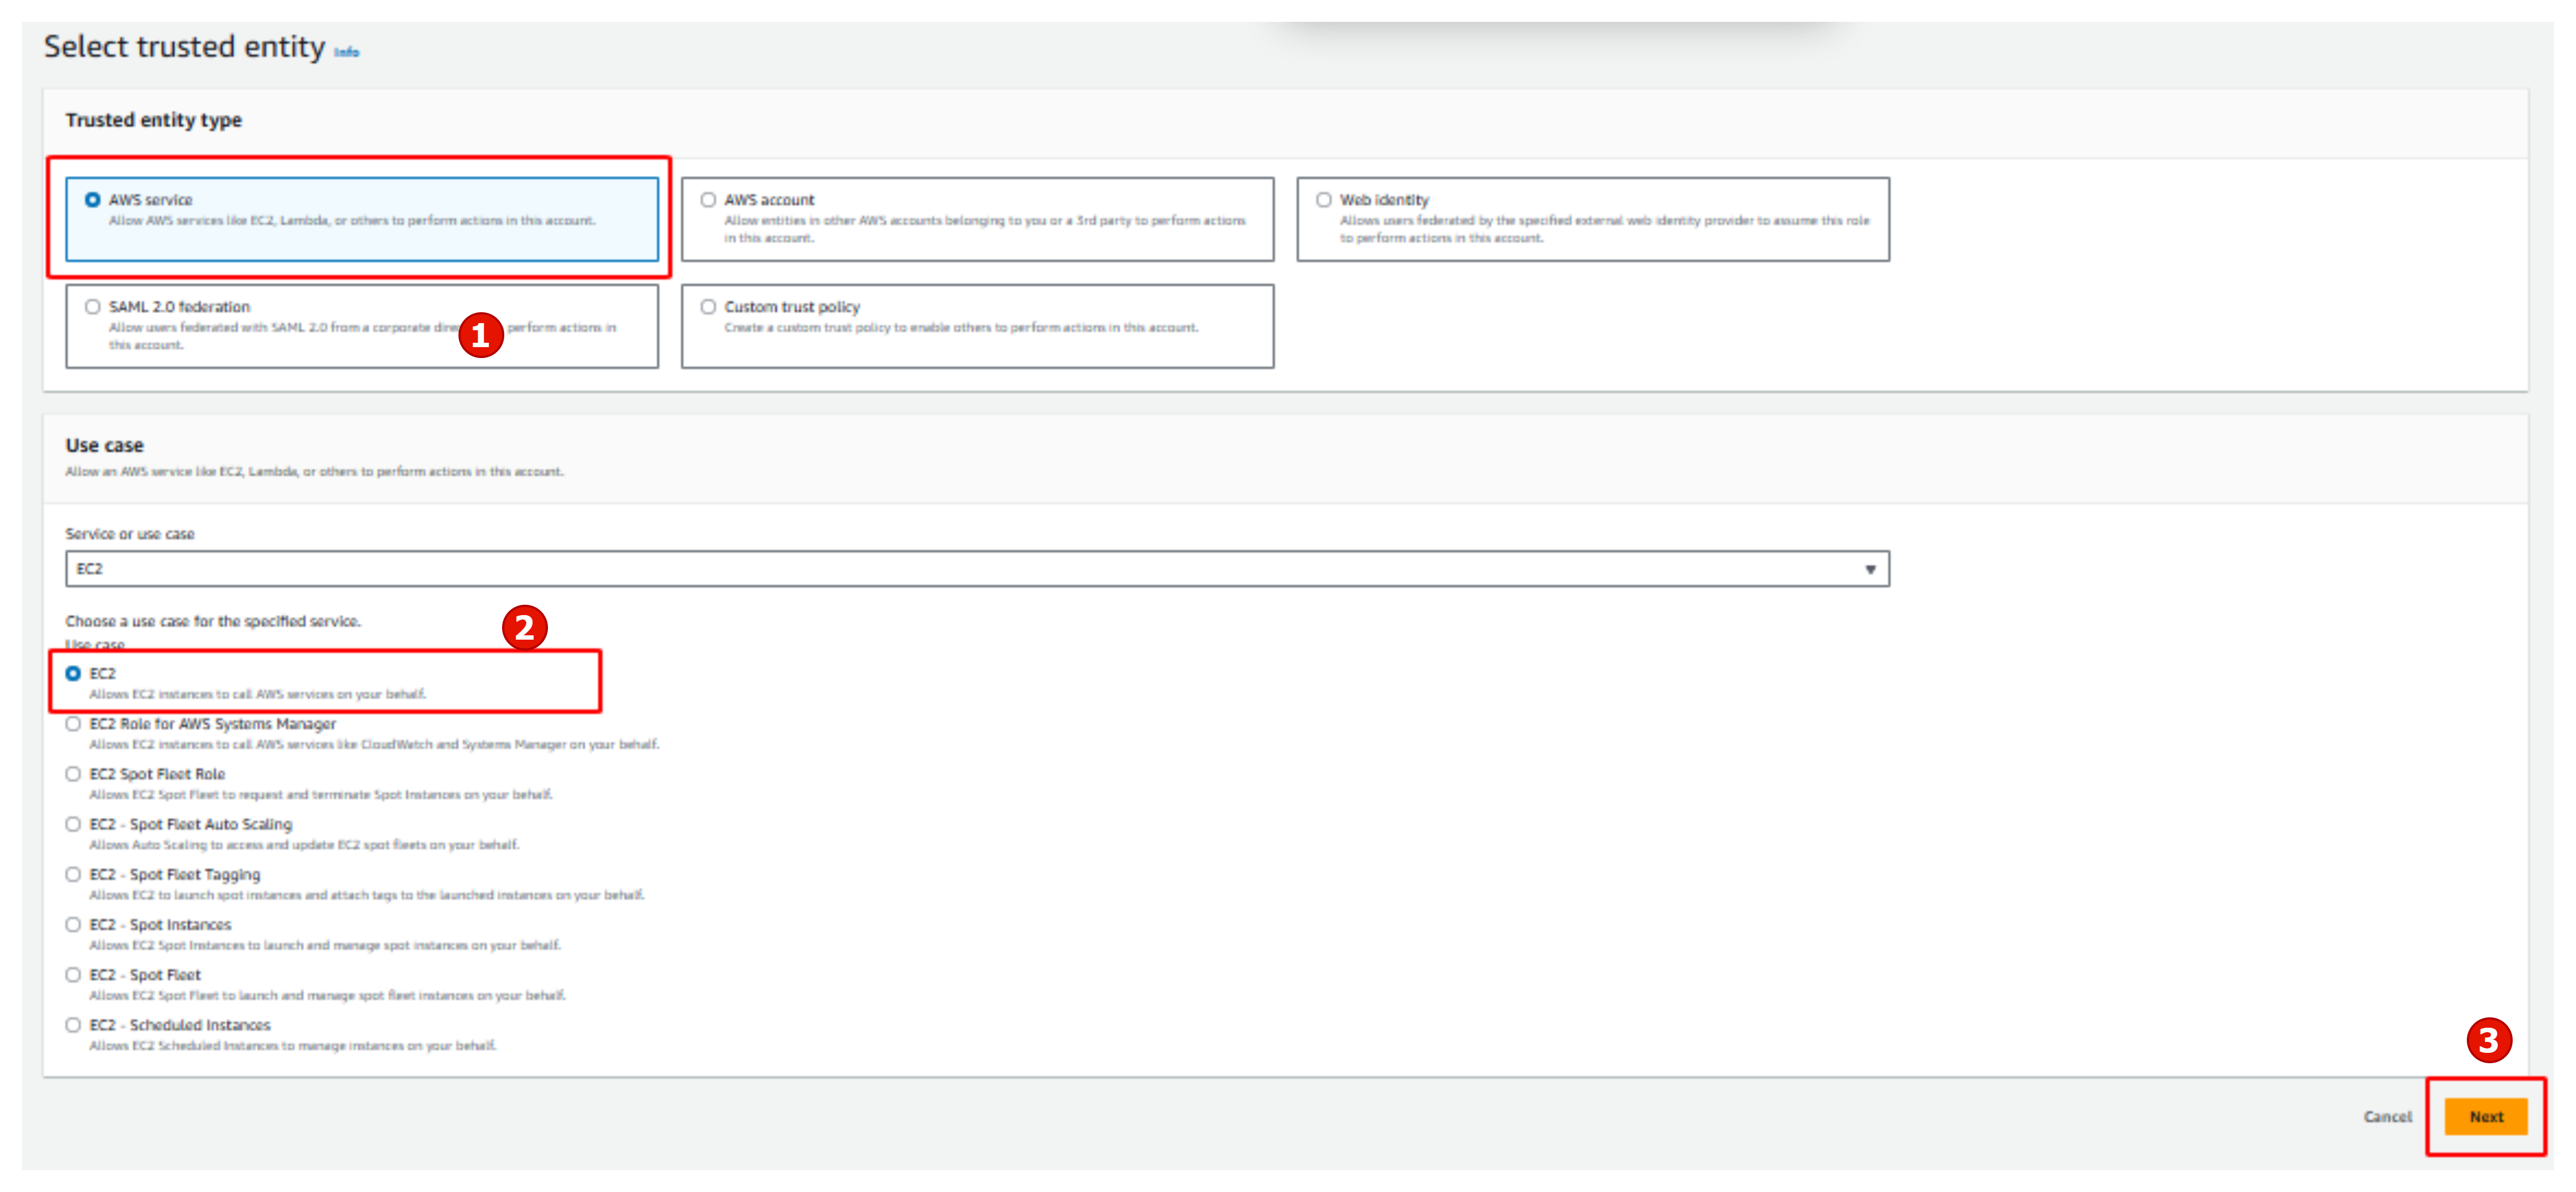 Select trusted entity Info
Trusted entity type
AWS service
Allow AWS services like EC2, Lambda, or others to perform actions in this account.
AWS account
Allow entities in other AWS accounts belonging to you or a 3rd party to perform actions
in this account.
Web identity
Allows users federated by the specified external web identity provider to assume this role
to perform actions in this account.
SAML 2.0 federation
Allow users federated with SAML 2.0 from a corporate perform actions in
this account.
1
Custom trust policy
Create a custom trust policy to enable others to perform actions in this account.
Use case
Allow an AWS service like EC2, Lambda, or others to perform actions in this account.
Service or use case
EC2
Choose a use case for the specified service.
2
Use case
EC2
Allows EC2 instances to call AWS services on your behalf.
EC2 Role for AWS Systems Manager
Allows EC2 instances to call AWS services like CloudWatch and Systems Manager on your behalf.
EC2 Spot Fleet Role
Allows EC2 Spot Fleet to request and terminate Spot Instances on your behalf.
EC2 - Spot Fleet Auto Scaling
Allows Auto Scaling to access and update EC2 spot fleets on your behalf.
EC2 - Spot Fleet Tagging
Allows EC2 to launch spot instances and attach tags to the launched instances on your behalf.
EC2 - Spot Instances
Allows EC2 Spot Instances to launch and manage spot instances on your behalf.
EC2 - Spot Fleet
Allows EC2 Spot Fleet to launch and manage spot fleet instances on your behalf.
EC2 - Scheduled Instances
Allows EC2 Scheduled Instances to manage instances on your behalf.
3
Cancel
Next